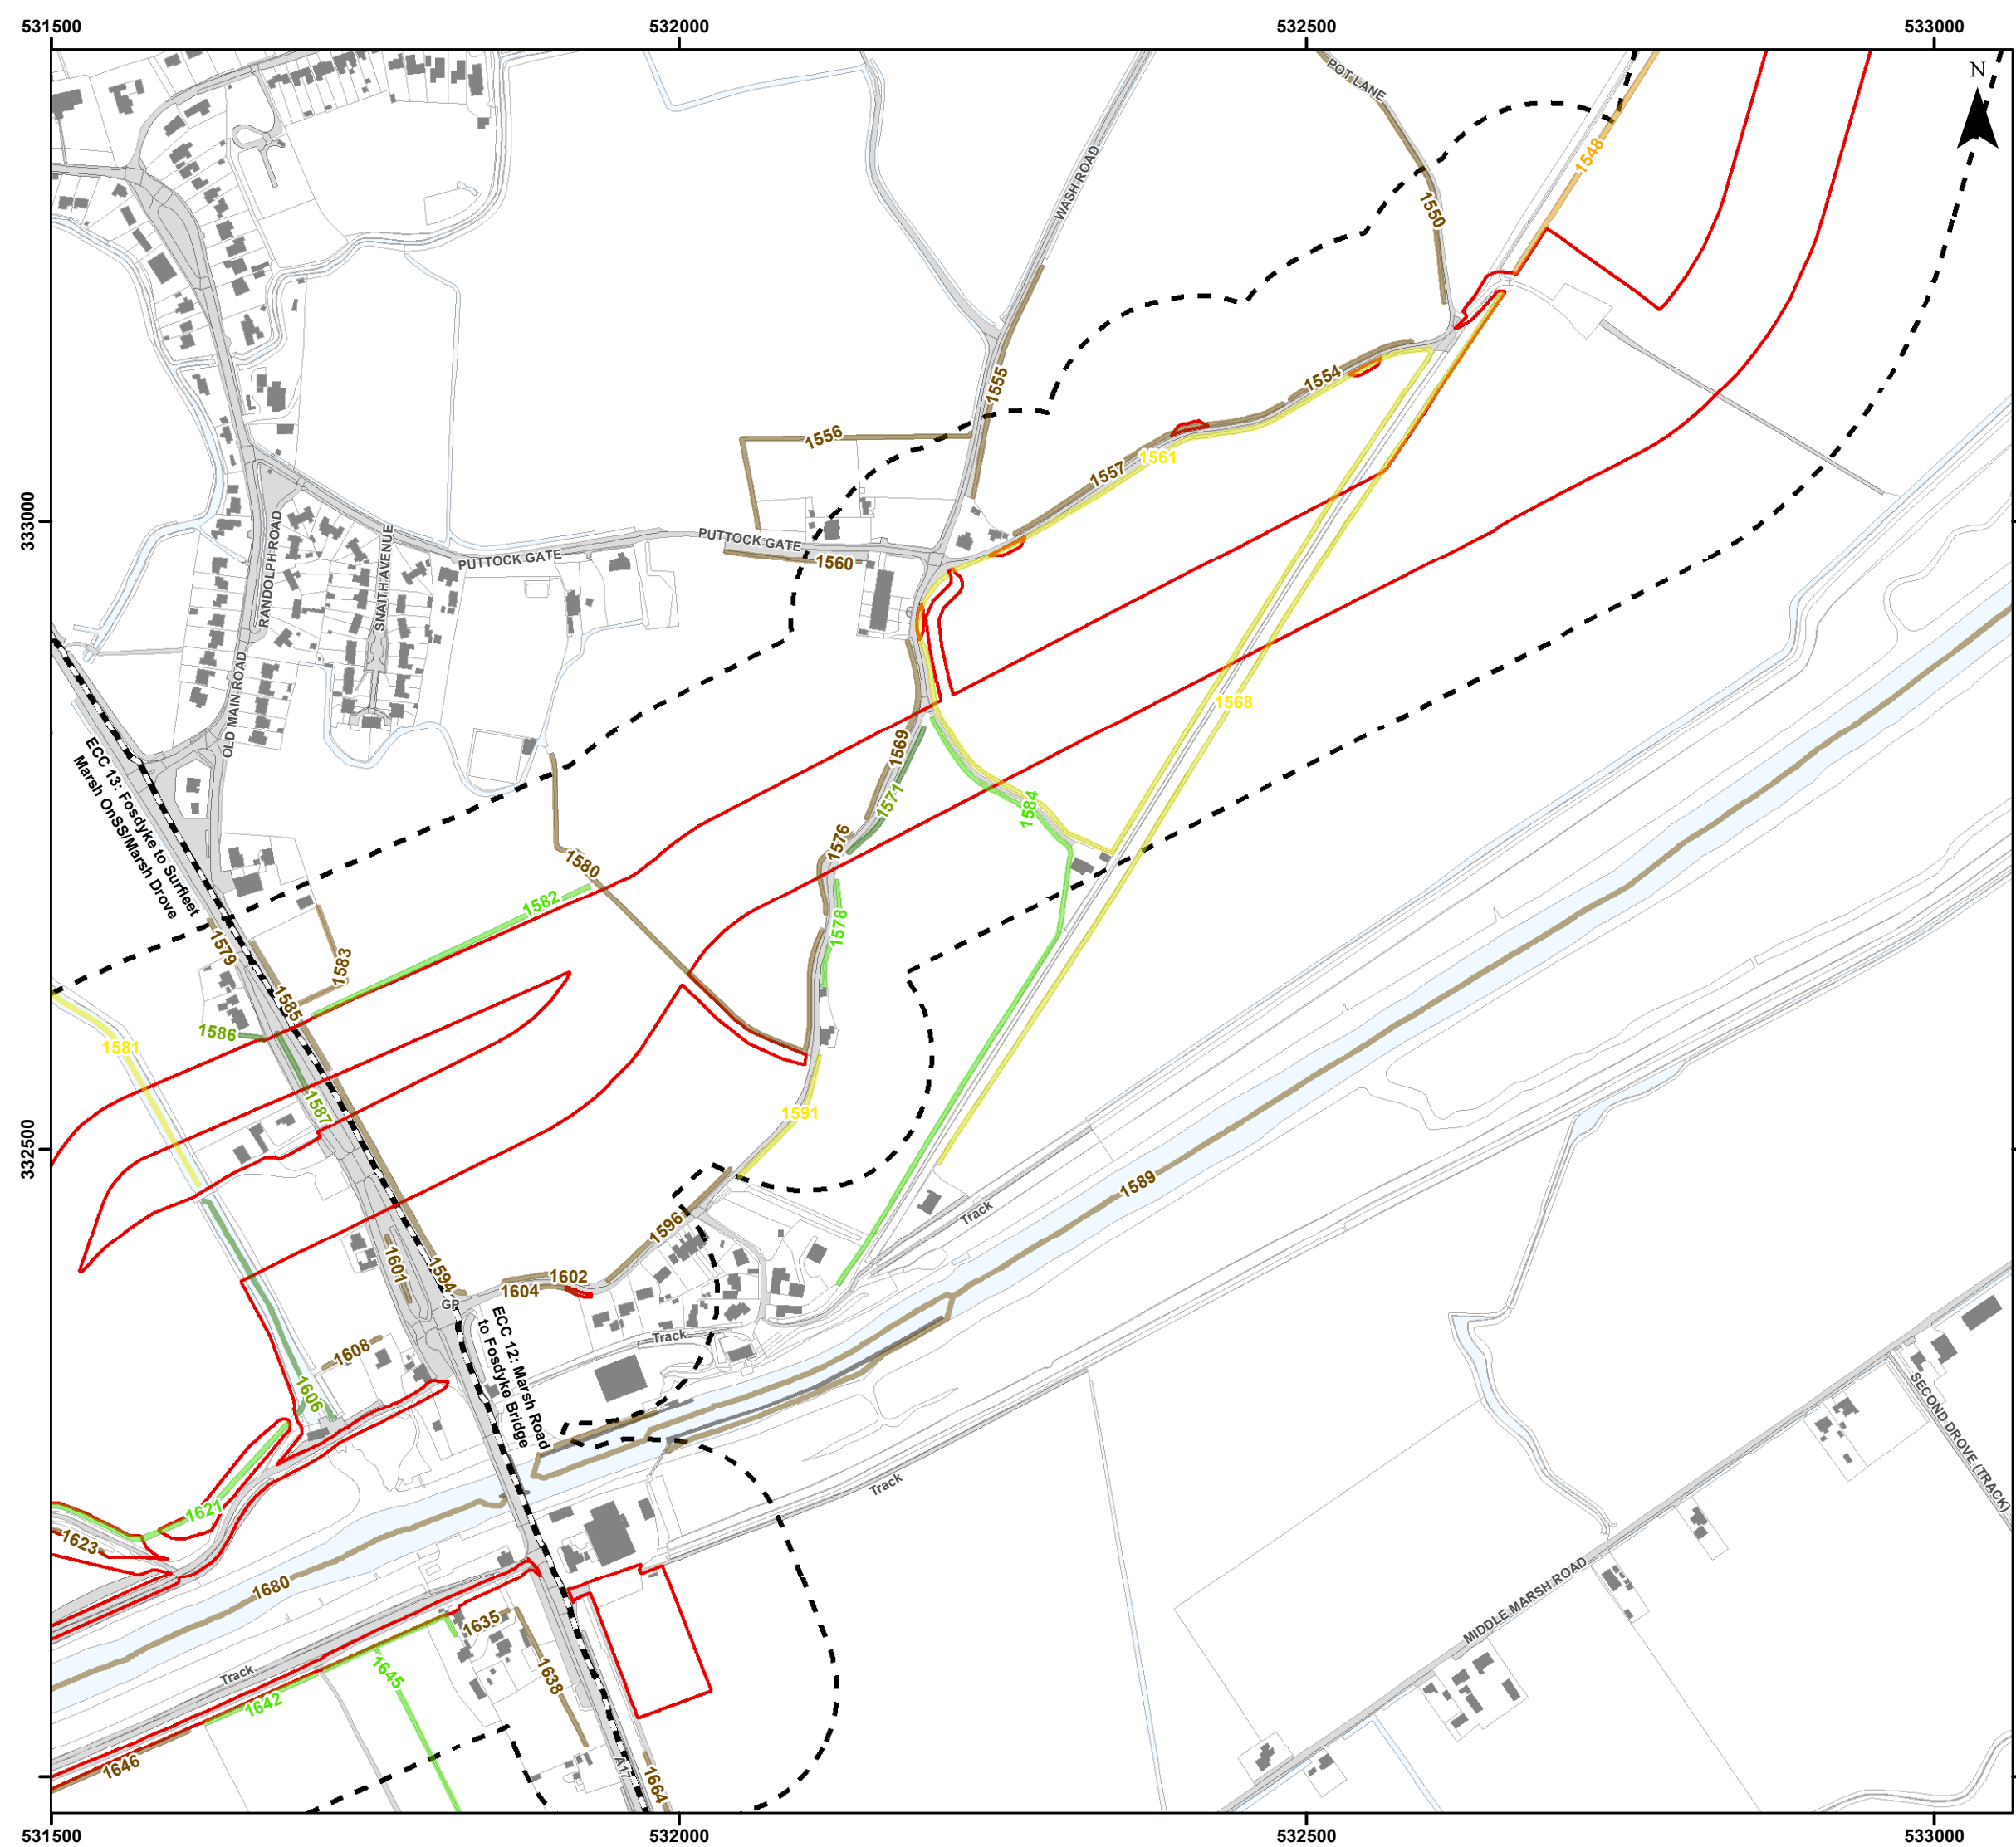 531500
532000
532500
533000
N
POT LANE
1548
WASH ROAD
1550
1555
1554
1556
1557
1561
333000
RANDOLPH ROAD
SNAITH AVENUE
PUTTOCK GATE
PUTTOCK GATE
1560
OLD MAIN ROAD
1568
ECC 13: Fosdyke to Surfleet
Marsh OnSS/Marsh Drove
1569
1571
1584
1576
1580
1582
1578
1579
1583
1585
1586
1581
1587
1591
332500
1589
1596
Track
1601
1594
1602
1604
GP
ECC 12: Marsh Road
to Fosdyke Bridge
Track
1608
1606
SECOND DROVE (TRACK)
Track
1621
1623
1680
MIDDLE MARSH ROAD
1635
1638
Track
1645
1642
1646
A17
1664
531500
532000
532500
533000